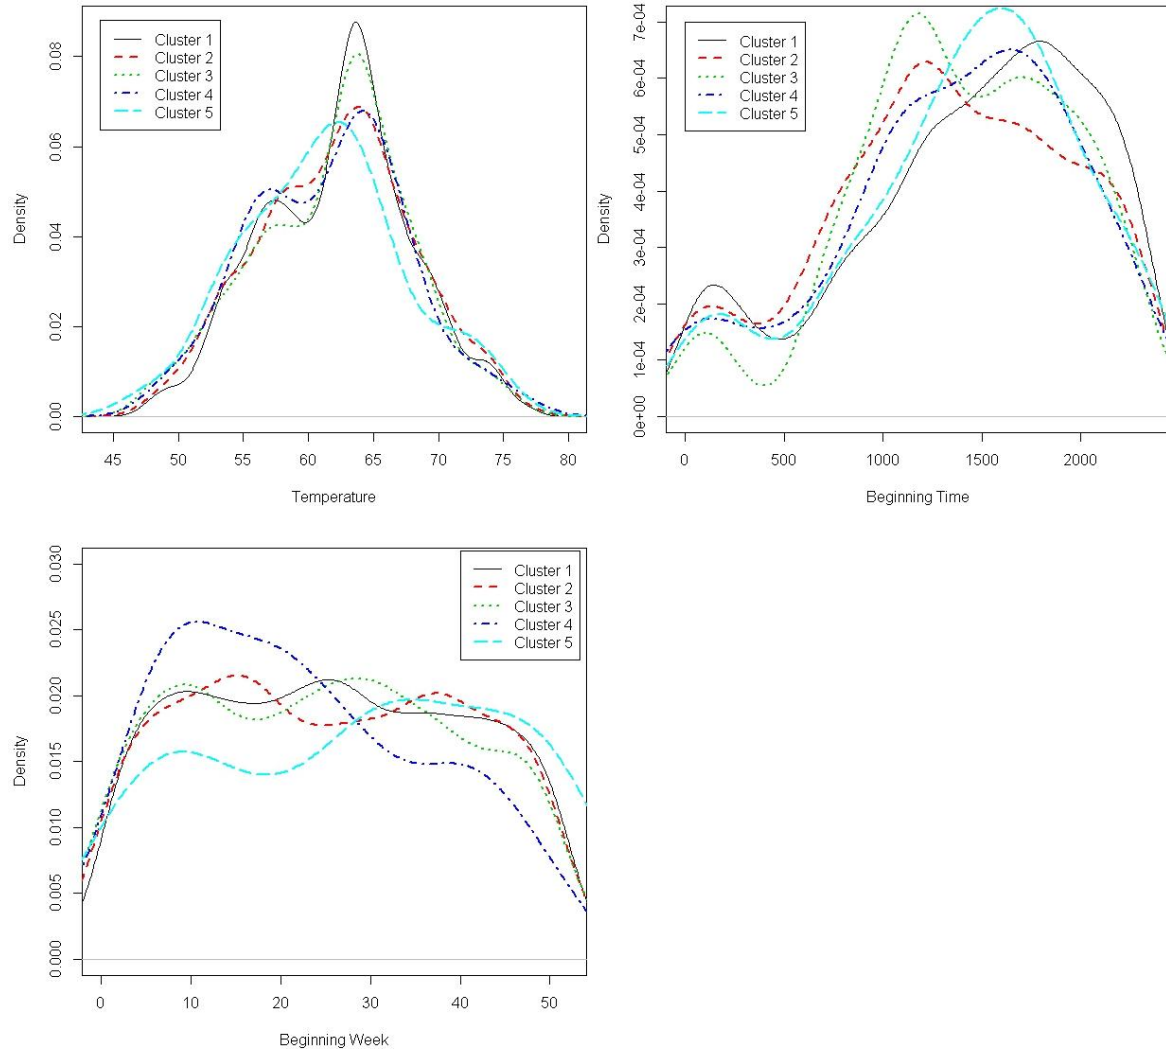 Cluster 1
Cluster 2
Cluster 3
Cluster 4
Cluster 5
Density
0.00 0.02 0.04 0.06 0.08
45 50 55 60 65 70 75 80
Temperature
Cluster 1
Cluster 2
Cluster 3
Cluster 4
Cluster 5
Density
0e+00 1e-04 2e-04 3e-04 4e-04 5e-04 6e-04 7e-04
0 500 1000 1500 2000
Beginning Time
Cluster 1
Cluster 2
Cluster 3
Cluster 4
Cluster 5
Density
0.000 0.005 0.010 0.015 0.020 0.025 0.030
0 10 20 30 40 50
Beginning Week